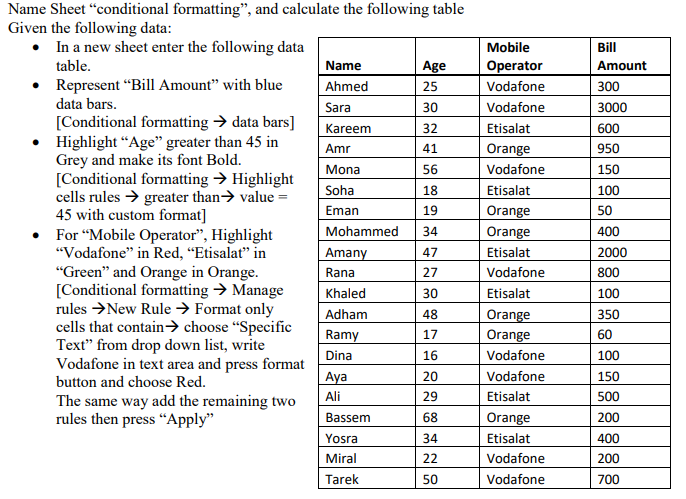 Name Sheet “conditional formatting”, and calculate the following table
Given the following data:
• In a new sheet enter the following data
table.
• Represent “Bill Amount” with blue
data bars.
[Conditional formatting → data bars]
• Highlight “Age” greater than 45 in
Grey and make its font Bold.
[Conditional formatting → Highlight
cells rules → greater than→ value =
45 with custom format]
• For “Mobile Operator”, Highlight
“Vodafone” in Red, “Etisalat” in
“Green” and Orange in Orange.
[Conditional formatting → Manage
rules →New Rule → Format only
cells that contain→ choose “Specific
Text” from drop down list, write
Vodafone in text area and press format
button and choose Red.
The same way add the remaining two
rules then press “Apply”
Name Age Mobile Operator Bill Amount
Ahmed 25 Vodafone 300
Sara 30 Vodafone 3000
Kareem 32 Etisalat 600
Amr 41 Orange 950
Mona 56 Vodafone 150
Soha 18 Etisalat 100
Eman 19 Orange 50
Mohammed 34 Orange 400
Amany 47 Etisalat 2000
Rana 27 Vodafone 800
Khaled 30 Etisalat 100
Adham 48 Orange 350
Ramy 17 Orange 60
Dina 16 Vodafone 100
Aya 20 Vodafone 150
Ali 29 Etisalat 500
Bassem 68 Orange 200
Yosra 34 Etisalat 400
Miral 22 Vodafone 200
Tarek 50 Vodafone 700